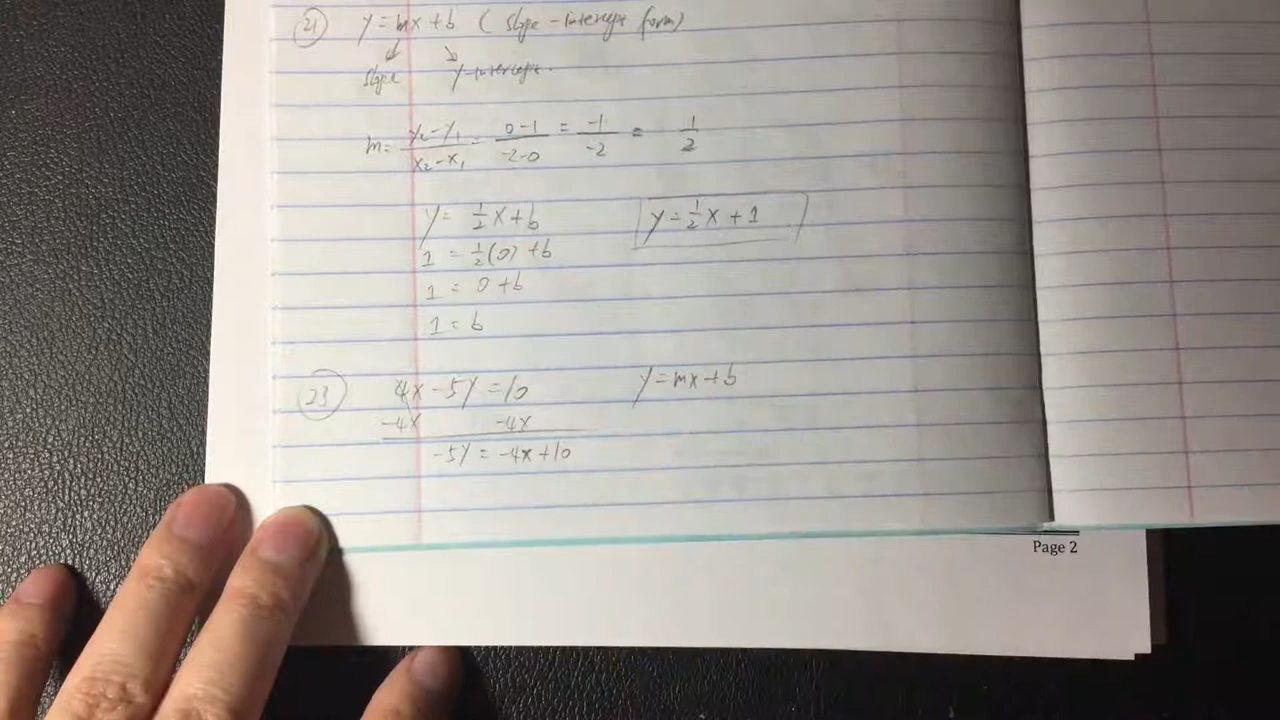 21 y = mx + b (slope-intercept form)
slope y-intercept.
m = y₂-y₁/x₂-x₁ = 0-1/-2-0 = -1/-2 = 1/2
y = 1/2 x + b y = 1/2 x + 1
1 = 1/2 (0) + b
1 = 0 + b
1 = b
23 4x - 5y = 10 y = mx + b
-4x -4x
-5y = -4x + 10
Page 2